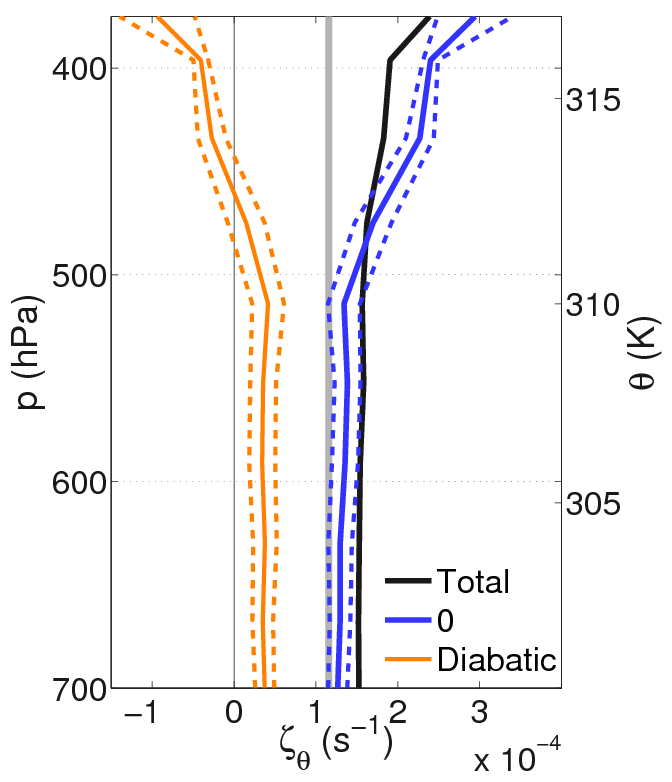 400
500
600
700
p (hPa)
315
310
305
θ (K)
Total
0
Diabatic
−1 0 1 2 3
ζθ (s−1)
x 10−4